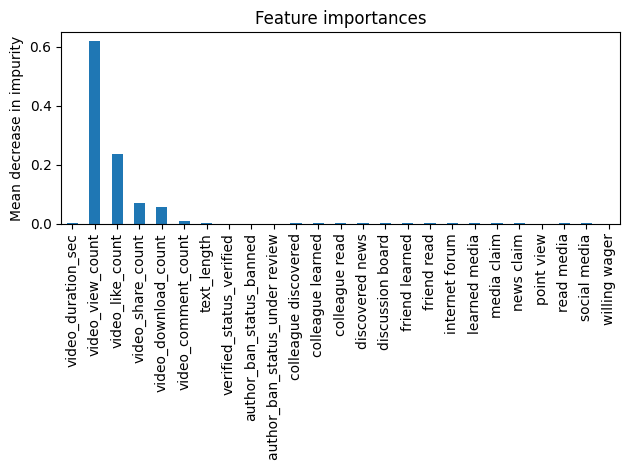 Feature importances
Mean decrease in impurity
0.6
0.4
0.2
0.0
video_duration_sec
video_view_count
video_like_count
video_share_count
video_download_count
video_comment_count
text_length
verified_status_verified
author_ban_status_banned
author_ban_status_under review
colleague discovered
colleague learned
colleague read
discovered news
discussion board
friend learned
friend read
internet forum
learned media
media claim
news claim
point view
read media
social media
willing wager